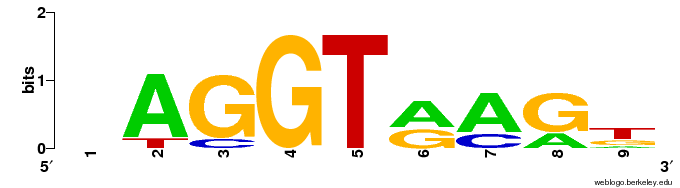 2
bits
1
0
A G G T A A G T
T C G C A G A
5′ 1 2 3 4 5 6 7 8 9 3′
weblogo.berkeley.edu